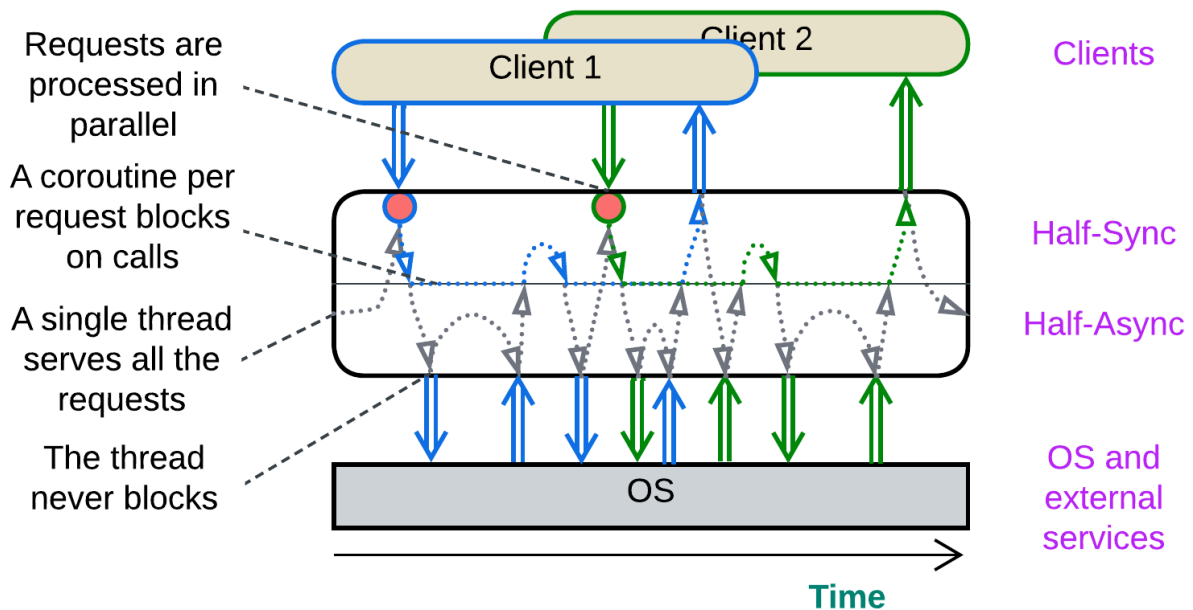 Requests are
processed in
parallel
A coroutine per
request blocks
on calls
A single thread
serves all the
requests
The thread
never blocks
Client 2
Client 1
OS
Time
Clients
Half-Sync
Half-Async
OS and
external
services